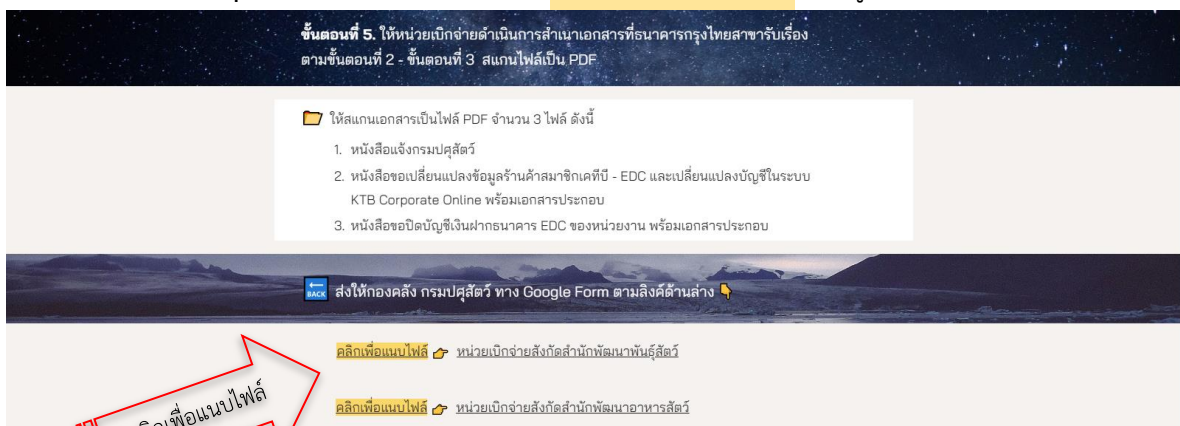 ขั้นตอนที่ 5. ให้หน่วยเบิกจ่ายดำเนินการสำเนาเอกสารที่ธนาคารกรุงไทยสาขารับเรื่อง
ตามขั้นตอนที่ 2 - ขั้นตอนที่ 3 สแกนไฟล์เป็น PDF
ให้สแกนเอกสารเป็นไฟล์ PDF จำนวน 3 ไฟล์ ดังนี้
1. หนังสือแจ้งกรมปศุสัตว์
2. หนังสือขอเปลี่ยนแปลงข้อมูลร้านค้าสมาชิกเคทีบี - EDC และเปลี่ยนแปลงบัญชีในระบบ
KTB Corporate Online พร้อมเอกสารประกอบ
3. หนังสือขอปิดบัญชีเงินฝากธนาคาร EDC ของหน่วยงาน พร้อมเอกสารประกอบ
BACK ส่งให้กองคลัง กรมปศุสัตว์ ทาง Google Form ตามลิงค์ด้านล่าง
คลิกเพื่อแนบไฟล์ หน่วยเบิกจ่ายสังกัดสำนักพัฒนาพันธุ์สัตว์
คลิกเพื่อแนบไฟล์ หน่วยเบิกจ่ายสังกัดสำนักพัฒนาอาหารสัตว์
คลิกเพื่อแนบไฟล์